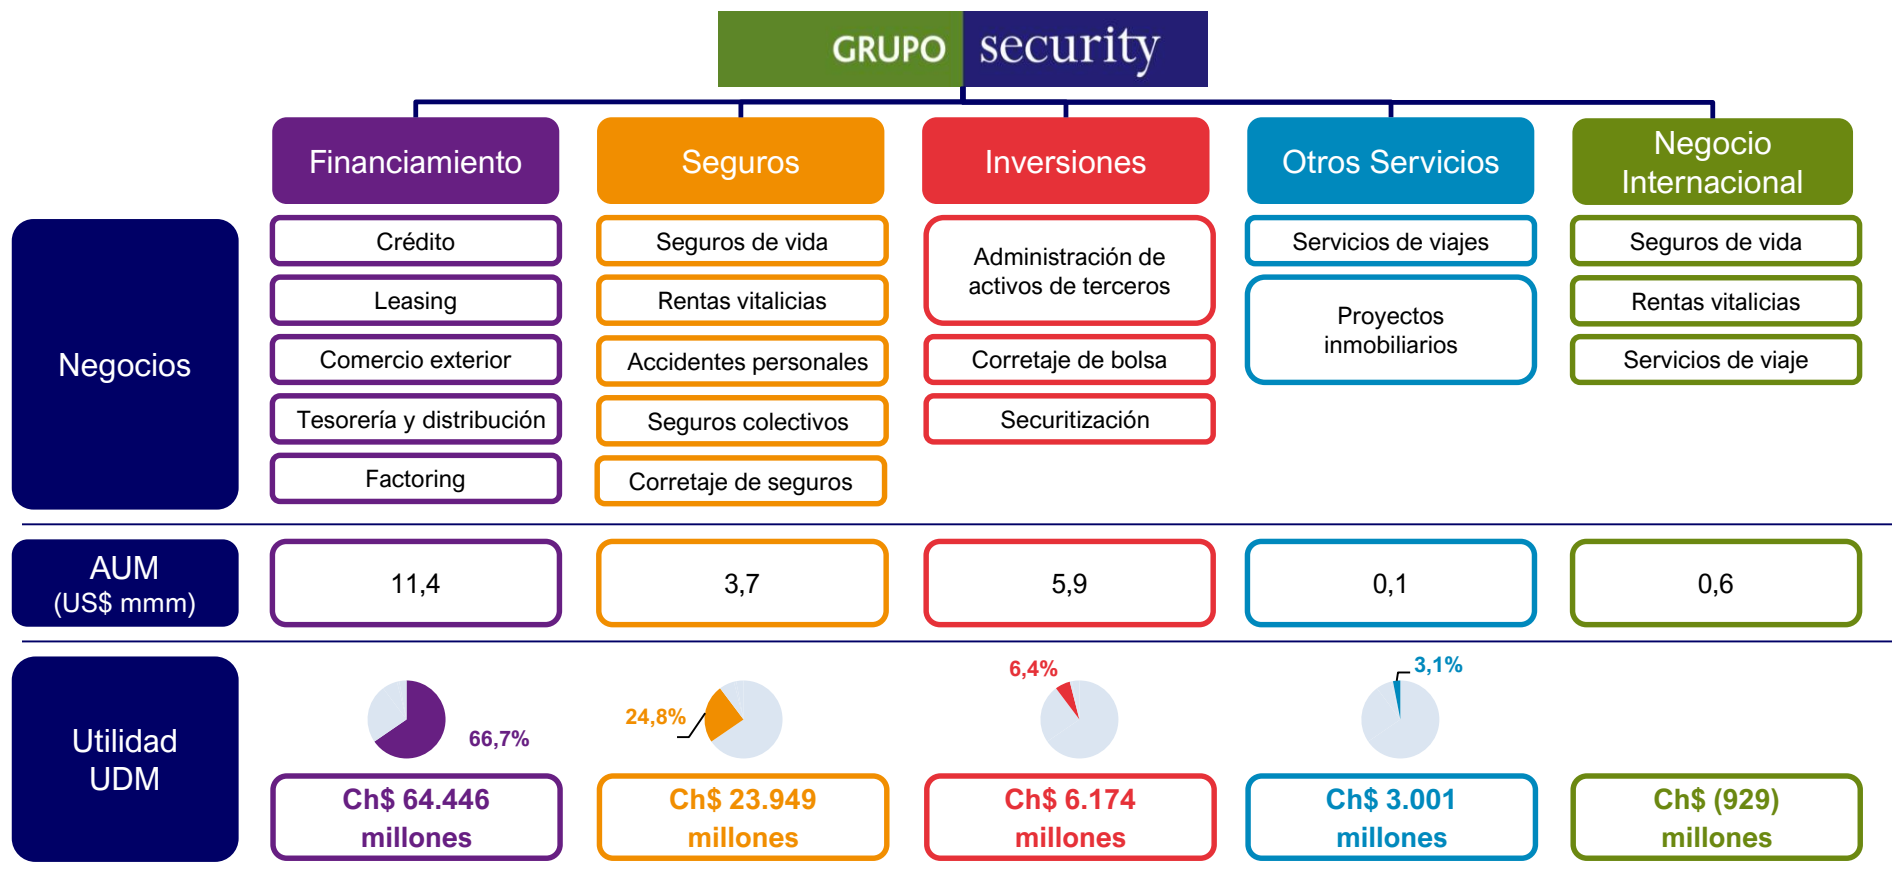 GRUPO security
Financiamiento
Seguros
Inversiones
Otros Servicios
Negocio
Internacional
Negocios
Crédito
Leasing
Comercio exterior
Tesorería y distribución
Factoring
Seguros de vida
Rentas vitalicias
Accidentes personales
Seguros colectivos
Corretaje de seguros
Administración de
activos de terceros
Corretaje de bolsa
Securitización
Servicios de viajes
Proyectos
inmobiliarios
Seguros de vida
Rentas vitalicias
Servicios de viaje
AUM
(US$ mmm)
11,4
3,7
5,9
0,1
0,6
Utilidad
UDM
66,7%
24,8%
6,4%
3,1%
Ch$ 64.446
millones
Ch$ 23.949
millones
Ch$ 6.174
millones
Ch$ 3.001
millones
Ch$ (929)
millones